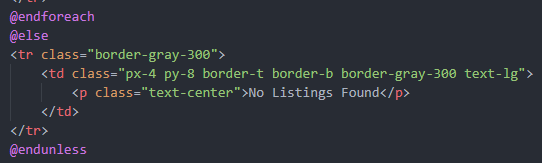 @endforeach
@else
<tr class="border-gray-300">
<td class="px-4 py-8 border-t border-b border-gray-300 text-lg">
<p class="text-center">No Listings Found</p>
</td>
</tr>
@endunless